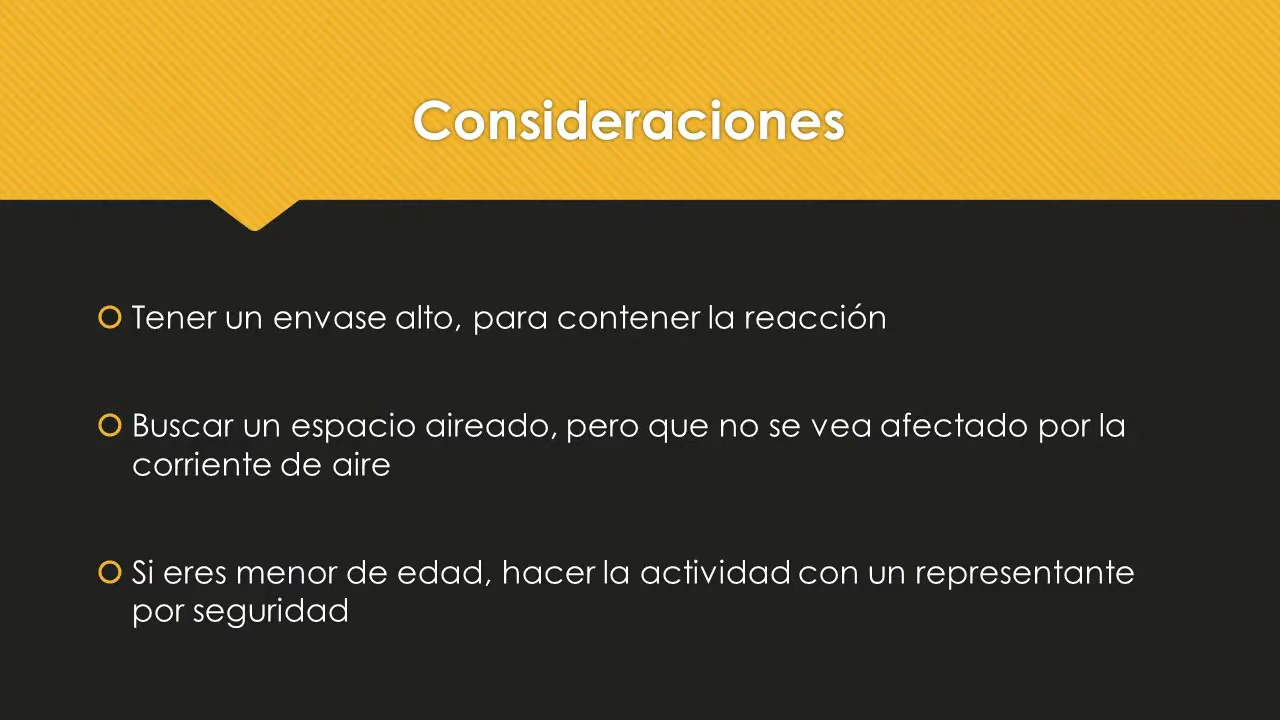 Consideraciones
Tener un envase alto, para contener la reacción
Buscar un espacio aireado, pero que no se vea afectado por la
corriente de aire
Si eres menor de edad, hacer la actividad con un representante
por seguridad